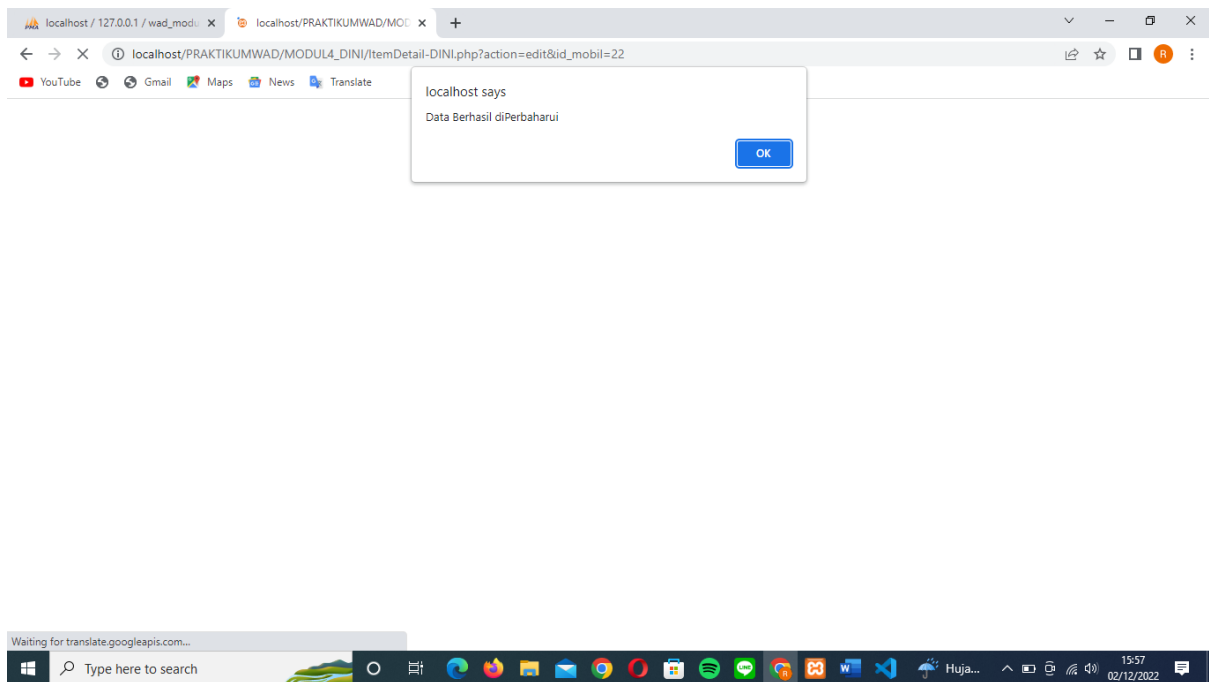 localhost / 127.0.0.1 / wad_modu
localhost/PRAKTIKUMWAD/MOD
localhost/PRAKTIKUMWAD/MODUL4_DINI/ItemDetail-DINI.php?action=edit&id_mobil=22
R
YouTube
Gmail
Maps
News
Translate
localhost says
Data Berhasil diPerbaharui
OK
Waiting for translate.googleapis.com...
Type here to search
Huja...
15:57
02/12/2022